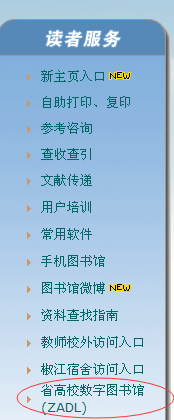 读者服务
新主页入口 NEW
自助打印、复印
参考咨询
查收查引
文献传递
用户培训
常用软件
手机图书馆
图书馆微博 NEW
资料查找指南
教师校外访问入口
椒江宿舍访问入口
省高校数字图书馆
(ZADL)